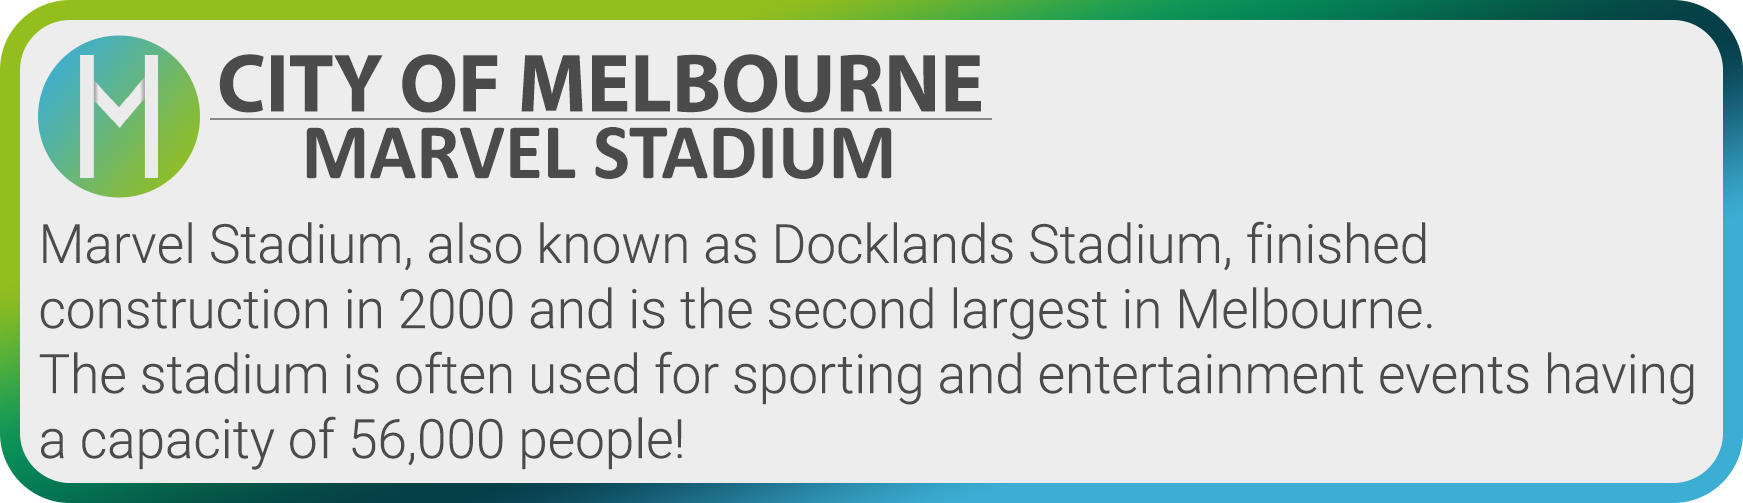 M
CITY OF MELBOURNE
MARVEL STADIUM
Marvel Stadium, also known as Docklands Stadium, finished
construction in 2000 and is the second largest in Melbourne.
The stadium is often used for sporting and entertainment events having
a capacity of 56,000 people!